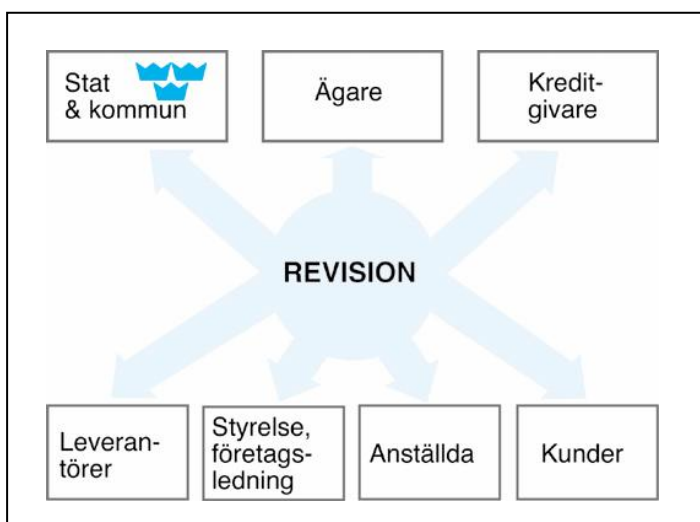 Stat
& kommun
Ägare
Kredit-
givare
REVISION
Leveran-
törer
Styrelse,
företags-
ledning
Anställda
Kunder